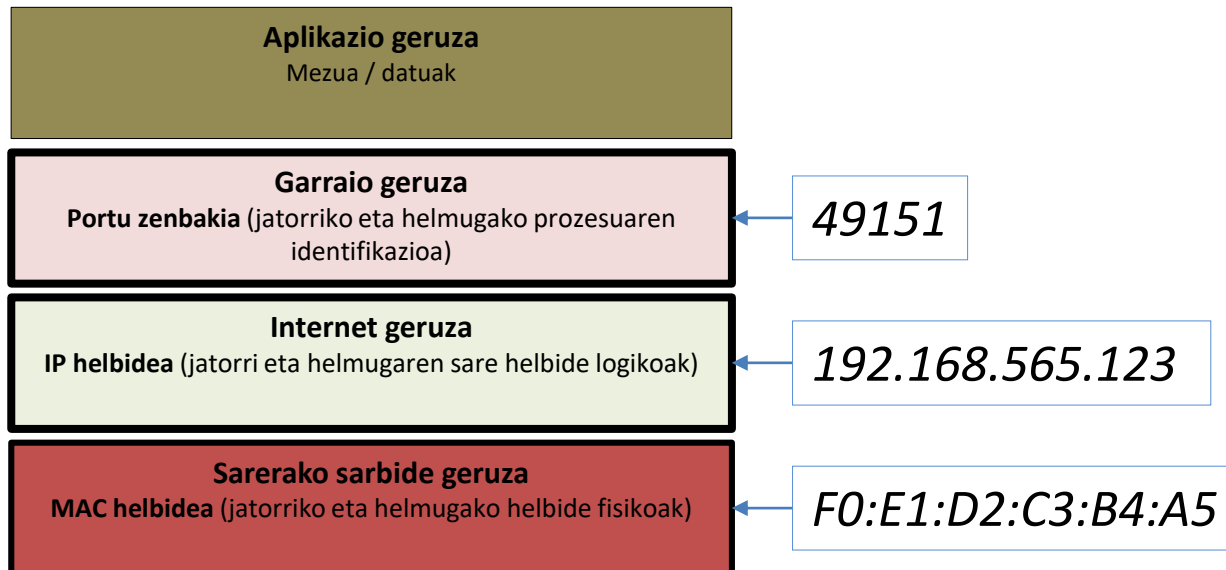 Aplikazio geruza
Mezua / datuak
Garraio geruza
Portu zenbakia (jatorriko eta helmugako prozesuaren
identifikazioa)
49151
Internet geruza
IP helbidea (jatorri eta helmugaren sare helbide logikoak)
192.168.565.123
Sarerako sarbide geruza
MAC helbidea (jatorriko eta helmugako helbide fisikoak)
F0:E1:D2:C3:B4:A5